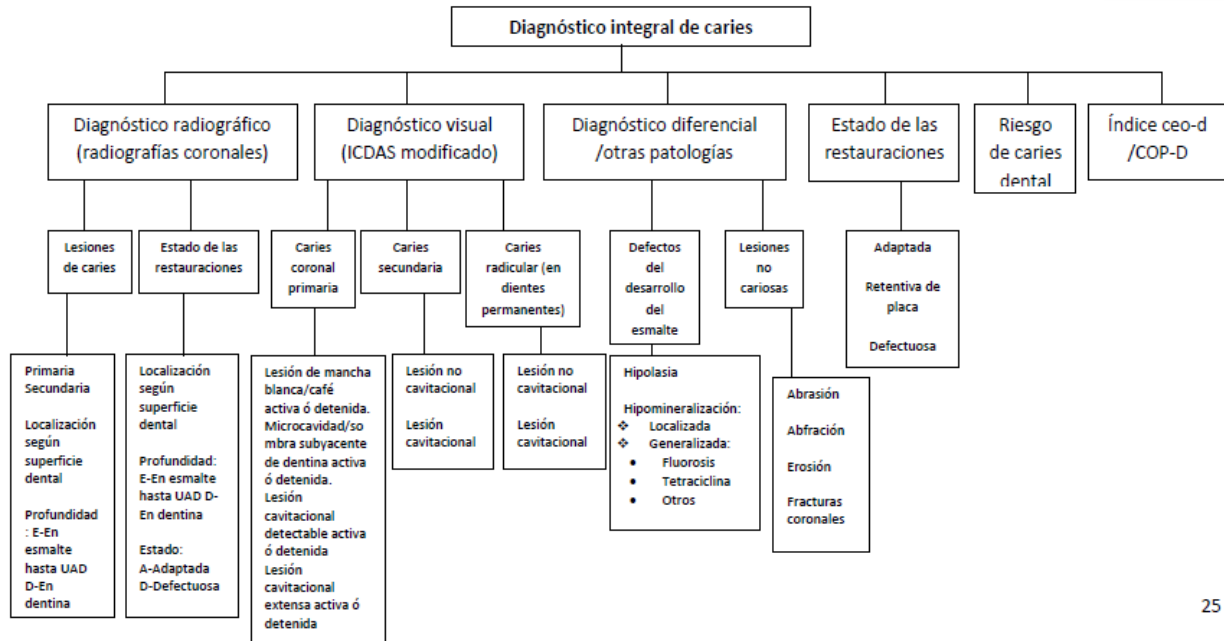 Diagnóstico integral de caries
Diagnóstico radiográfico
(radiografías coronales)
Diagnóstico visual
(ICDAS modificado)
Diagnóstico diferencial
/otras patologías
Estado de las
restauraciones
Riesgo
de caries
dental
Índice ceo-d
/COP-D
Lesiones
de caries
Estado de las
restauraciones
Caries
coronal
primaria
Caries
secundaria
Caries
radicular (en
dientes
permanentes)
Defectos
del
desarrollo
del
esmalte
Lesiones
no
cariosas
Adaptada
Retentiva de
placa
Defectuosa
Primaria
Secundaria
Localización
según
superficie
dental
Profundidad
: E-En
esmalte
hasta UAD
D-En
dentina
Localización
según
superficie
dental
Profundidad:
E-En esmalte
hasta UAD D-
En dentina
Estado:
A-Adaptada
D-Defectuosa
Lesión de mancha
blanca/café
activa ó detenida.
Microcavidad/so
mbra subyacente
de dentina activa
ó detenida.
Lesión
cavitacional
detectable activa
ó detenida
Lesión
cavitacional
extensa activa ó
detenida
Lesión no
cavitacional
Lesión
cavitacional
Lesión no
cavitacional
Lesión
cavitacional
Hipolasia
Hipomineralización:
❖ Localizada
❖ Generalizada:
• Fluorosis
• Tetraciclina
• Otros
Abrasión
Abfración
Erosión
Fracturas
coronales
25